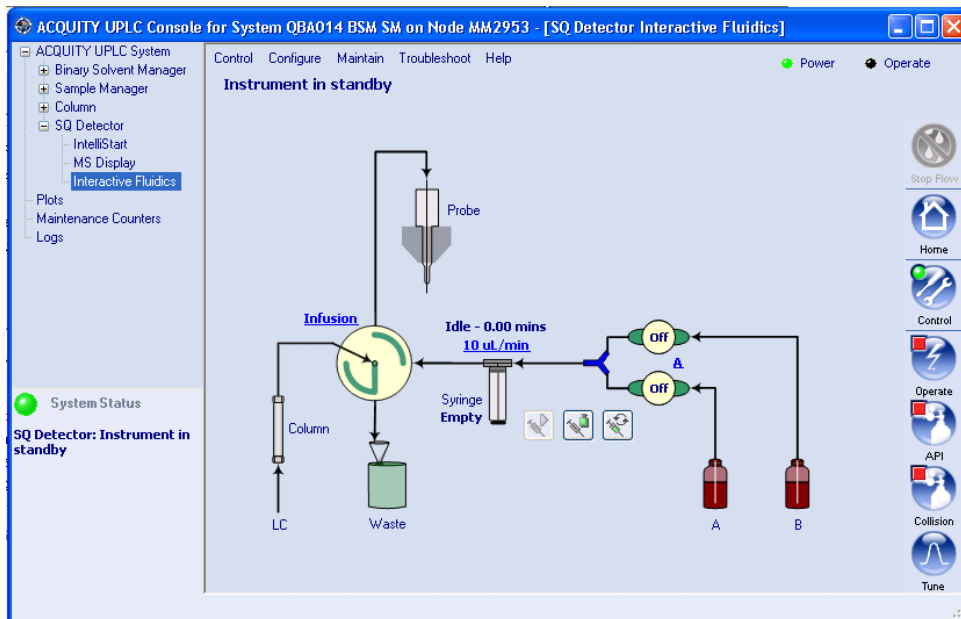 ACQUITY UPLC Console for System QBA014 BSM SM on Node MM2953 - [SQ Detector Interactive Fluidics]
ACQUITY UPLC System
Binary Solvent Manager
Sample Manager
Column
SQ Detector
IntelliStart
MS Display
Interactive Fluidics
Plots
Maintenance Counters
Logs
System Status
SQ Detector: Instrument in
standby
Control Configure Maintain Troubleshoot Help
Power Operate
Instrument in standby
Probe
Infusion
Idle - 0.00 mins
10 uL/min
Off
A
Off
Syringe
Empty
Column
LC
Waste
A
B
Stop Flow
Home
Control
Operate
API
Collision
Tune